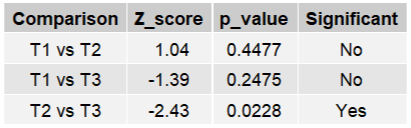 Comparison Z_score p_value Significant
T1 vs T2 1.04 0.4477 No
T1 vs T3 -1.39 0.2475 No
T2 vs T3 -2.43 0.0228 Yes